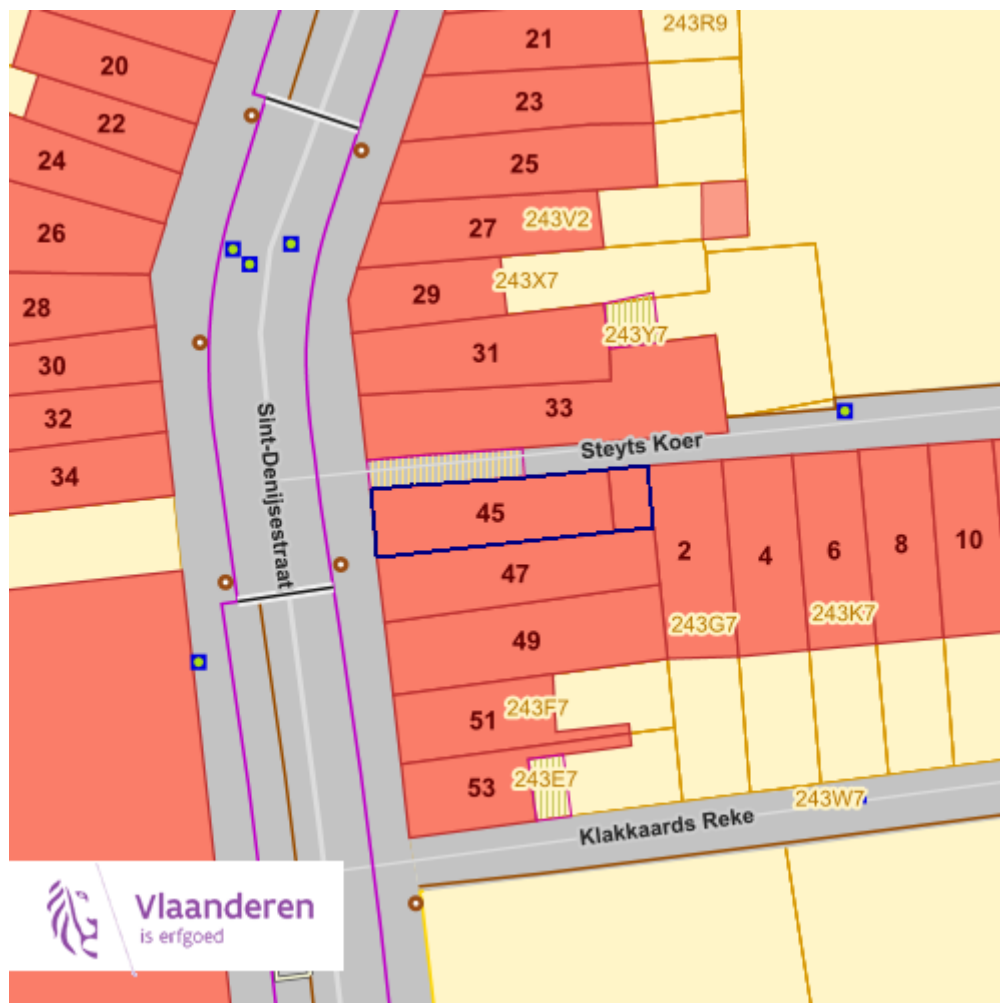 243R9
21
20
23
22
25
24
27
243V2
26
243X7
29
28
243Y7
31
30
33
32
Steyts Koer
34
Sint-Denijsestraat
45
2
4
6
8
10
47
243G7
243K7
49
243F7
51
243E7
53
243W7
Klakkaards Reke
Vlaanderen
is erfgoed